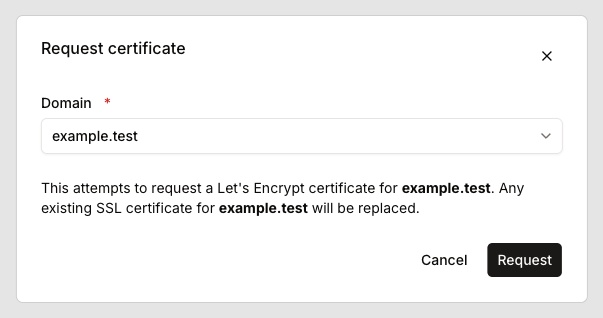 Request certificate
Domain *
example.test
This attempts to request a Let's Encrypt certificate for example.test. Any
existing SSL certificate for example.test will be replaced.
Cancel Request